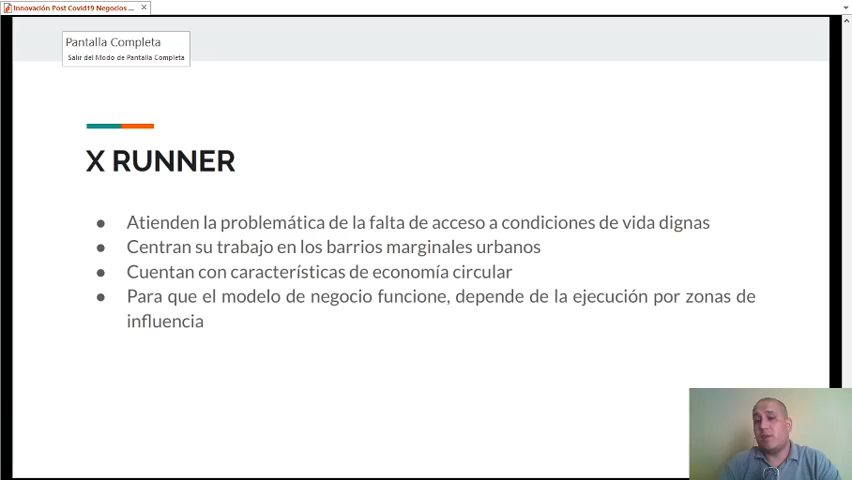 Innovación Post Covid19 Negocios ...
Pantalla Completa
Salir del Modo de Pantalla Completa
X RUNNER
● Atienden la problemática de la falta de acceso a condiciones de vida dignas
● Centran su trabajo en los barrios marginales urbanos
● Cuentan con características de economía circular
● Para que el modelo de negocio funcione, depende de la ejecución por zonas de
influencia